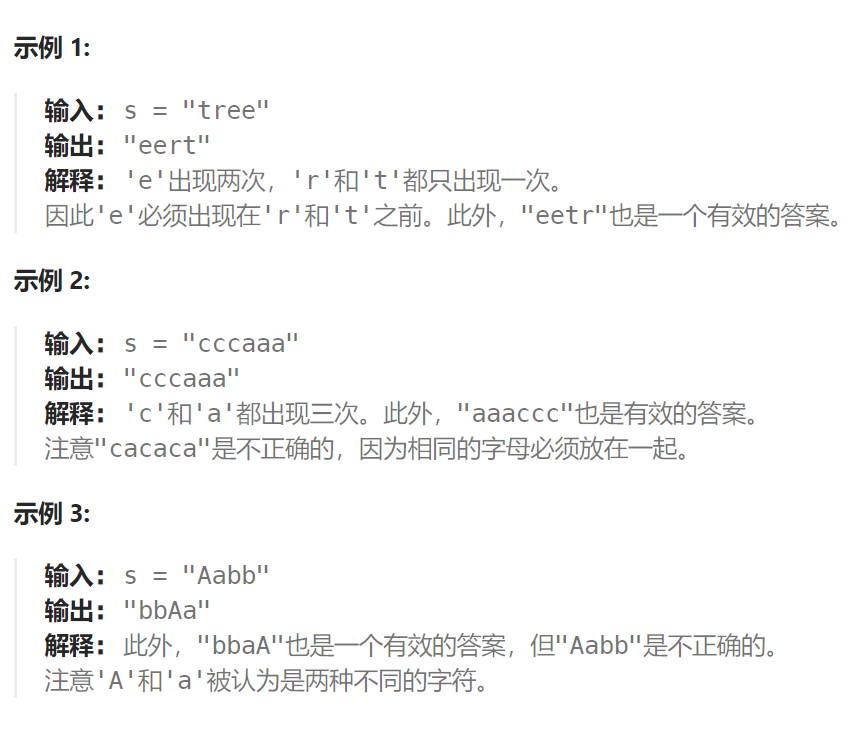 示例 1:
输入：s = "tree"
输出："eert"
解释：'e'出现两次，'r'和't'都只出现一次。
因此'e'必须出现在'r'和't'之前。此外，"eetr"也是一个有效的答案。
示例 2:
输入：s = "cccaaa"
输出："cccaaa"
解释：'c'和'a'都出现三次。此外，"aaaccc"也是有效的答案。
注意"cacaca"是不正确的，因为相同的字母必须放在一起。
示例 3:
输入：s = "Aabb"
输出："bbAa"
解释：此外，"bbaA"也是一个有效的答案，但"Aabb"是不正确的。
注意'A'和'a'被认为是两种不同的字符。